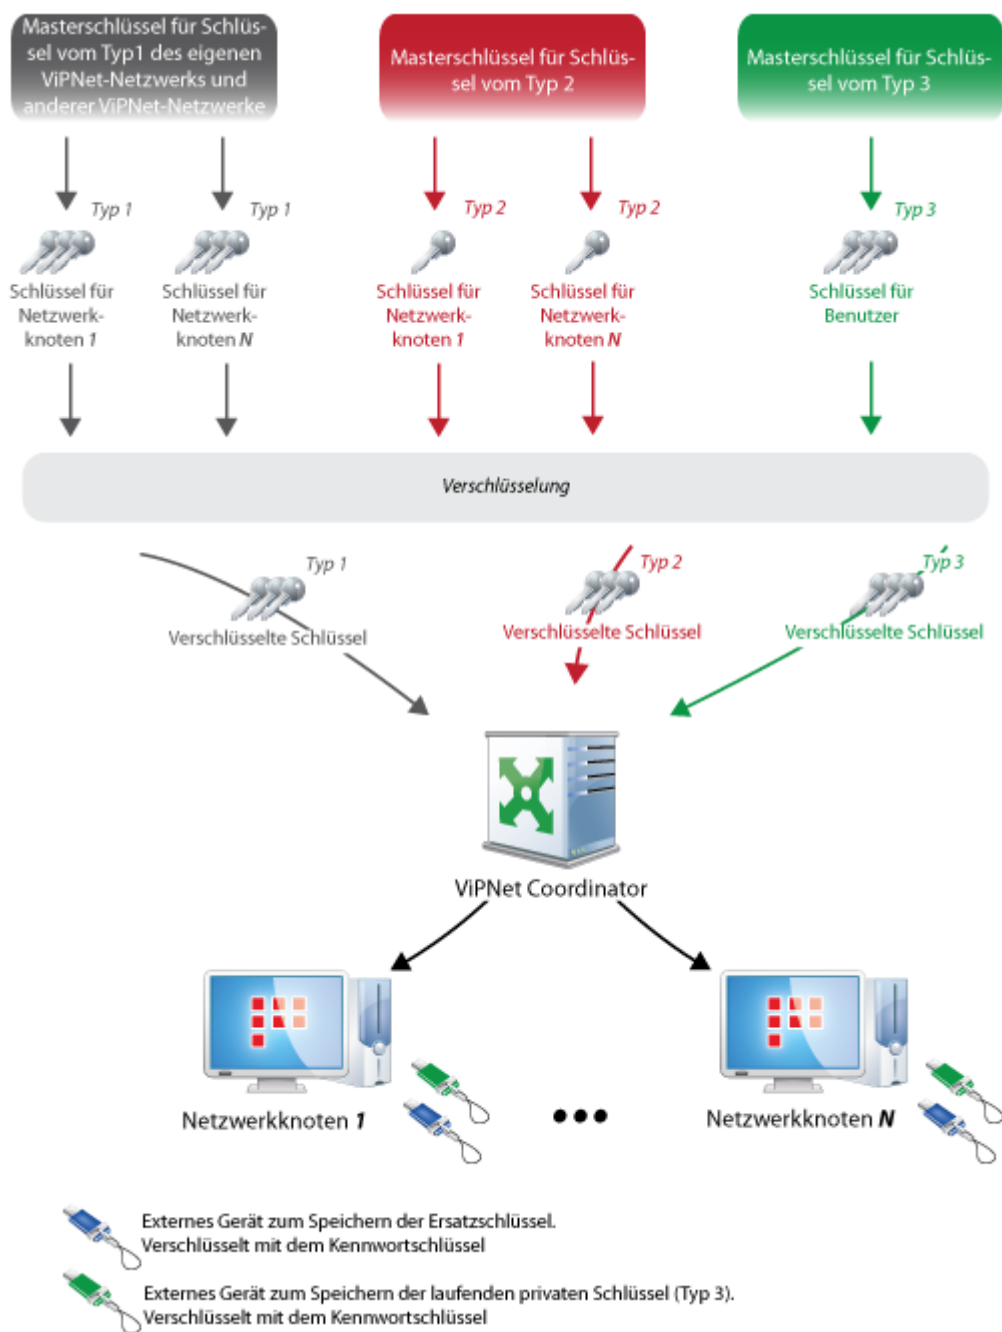 Masterschlüssel für Schlüs-
sel vom Typ1 des eigenen
ViPNet-Netzwerks und
anderer ViPNet-Netzwerke
Masterschlüssel für Schlüs-
sel vom Typ 2
Masterschlüssel für Schlüs-
sel vom Typ 3
Typ 1
Typ 1
Typ 2
Typ 2
Typ 3
Schlüssel für
Netzwerk-
knoten 1
Schlüssel für
Netzwerk-
knoten N
Schlüssel für
Netzwerk-
knoten 1
Schlüssel für
Netzwerk-
knoten N
Schlüssel für
Benutzer
Verschlüsselung
Typ 1
Verschlüsselte Schlüssel
Typ 2
Verschlüsselte Schlüssel
Typ 3
Verschlüsselte Schlüssel
ViPNet Coordinator
Netzwerkknoten 1
Netzwerkknoten N
Externes Gerät zum Speichern der Ersatzschlüssel.
Verschlüsselt mit dem Kennwortschlüssel
Externes Gerät zum Speichern der laufenden privaten Schlüssel (Typ 3).
Verschlüsselt mit dem Kennwortschlüssel